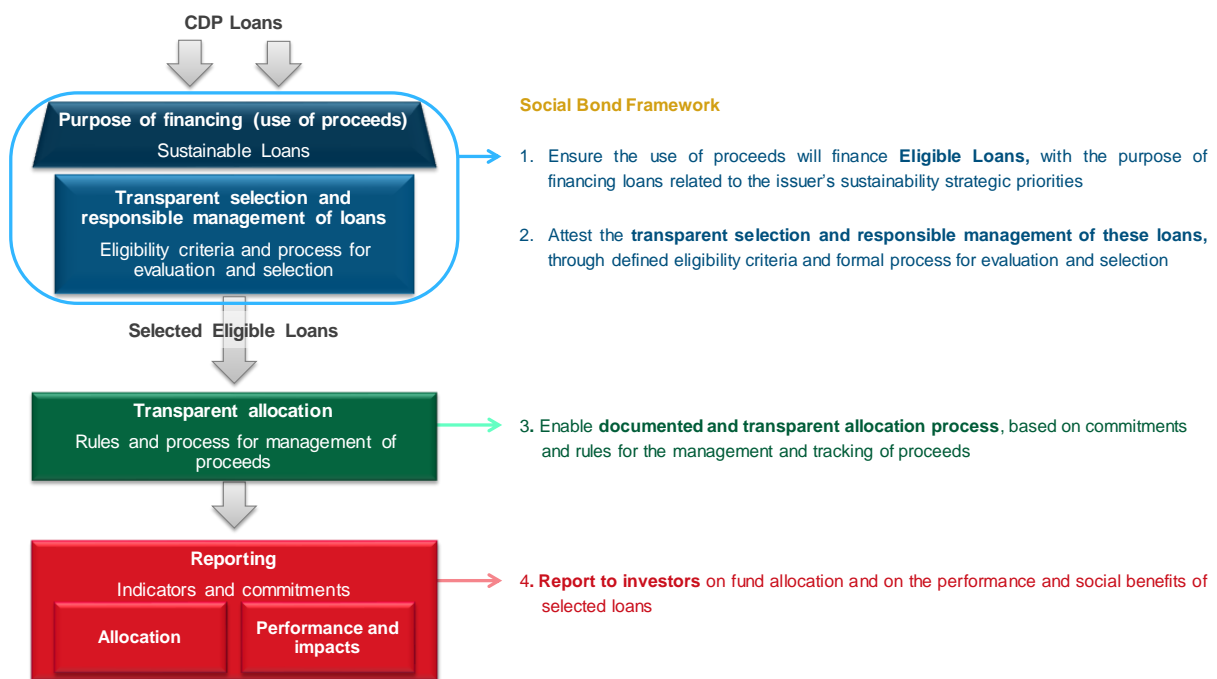 CDP Loans
Purpose of financing (use of proceeds)
Sustainable Loans
Transparent selection and
responsible management of loans
Eligibility criteria and process for
evaluation and selection
Selected Eligible Loans
Transparent allocation
Rules and process for management of
proceeds
Reporting
Indicators and commitments
Allocation
Performance and
impacts
Social Bond Framework
1. Ensure the use of proceeds will finance Eligible Loans, with the purpose of
financing loans related to the issuer's sustainability strategic priorities
2. Attest the transparent selection and responsible management of these loans,
through defined eligibility criteria and formal process for evaluation and selection
3. Enable documented and transparent allocation process, based on commitments
and rules for the management and tracking of proceeds
4. Report to investors on fund allocation and on the performance and social benefits of
selected loans